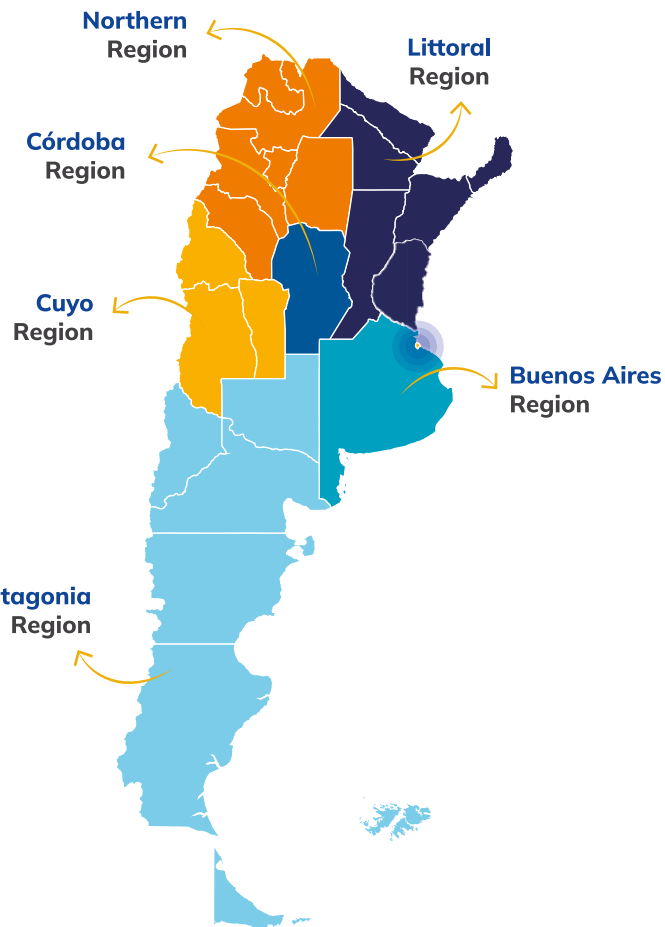 Northern
Region
Littoral
Region
Córdoba
Region
Cuyo
Region
Buenos Aires
Region
tagonia
Region